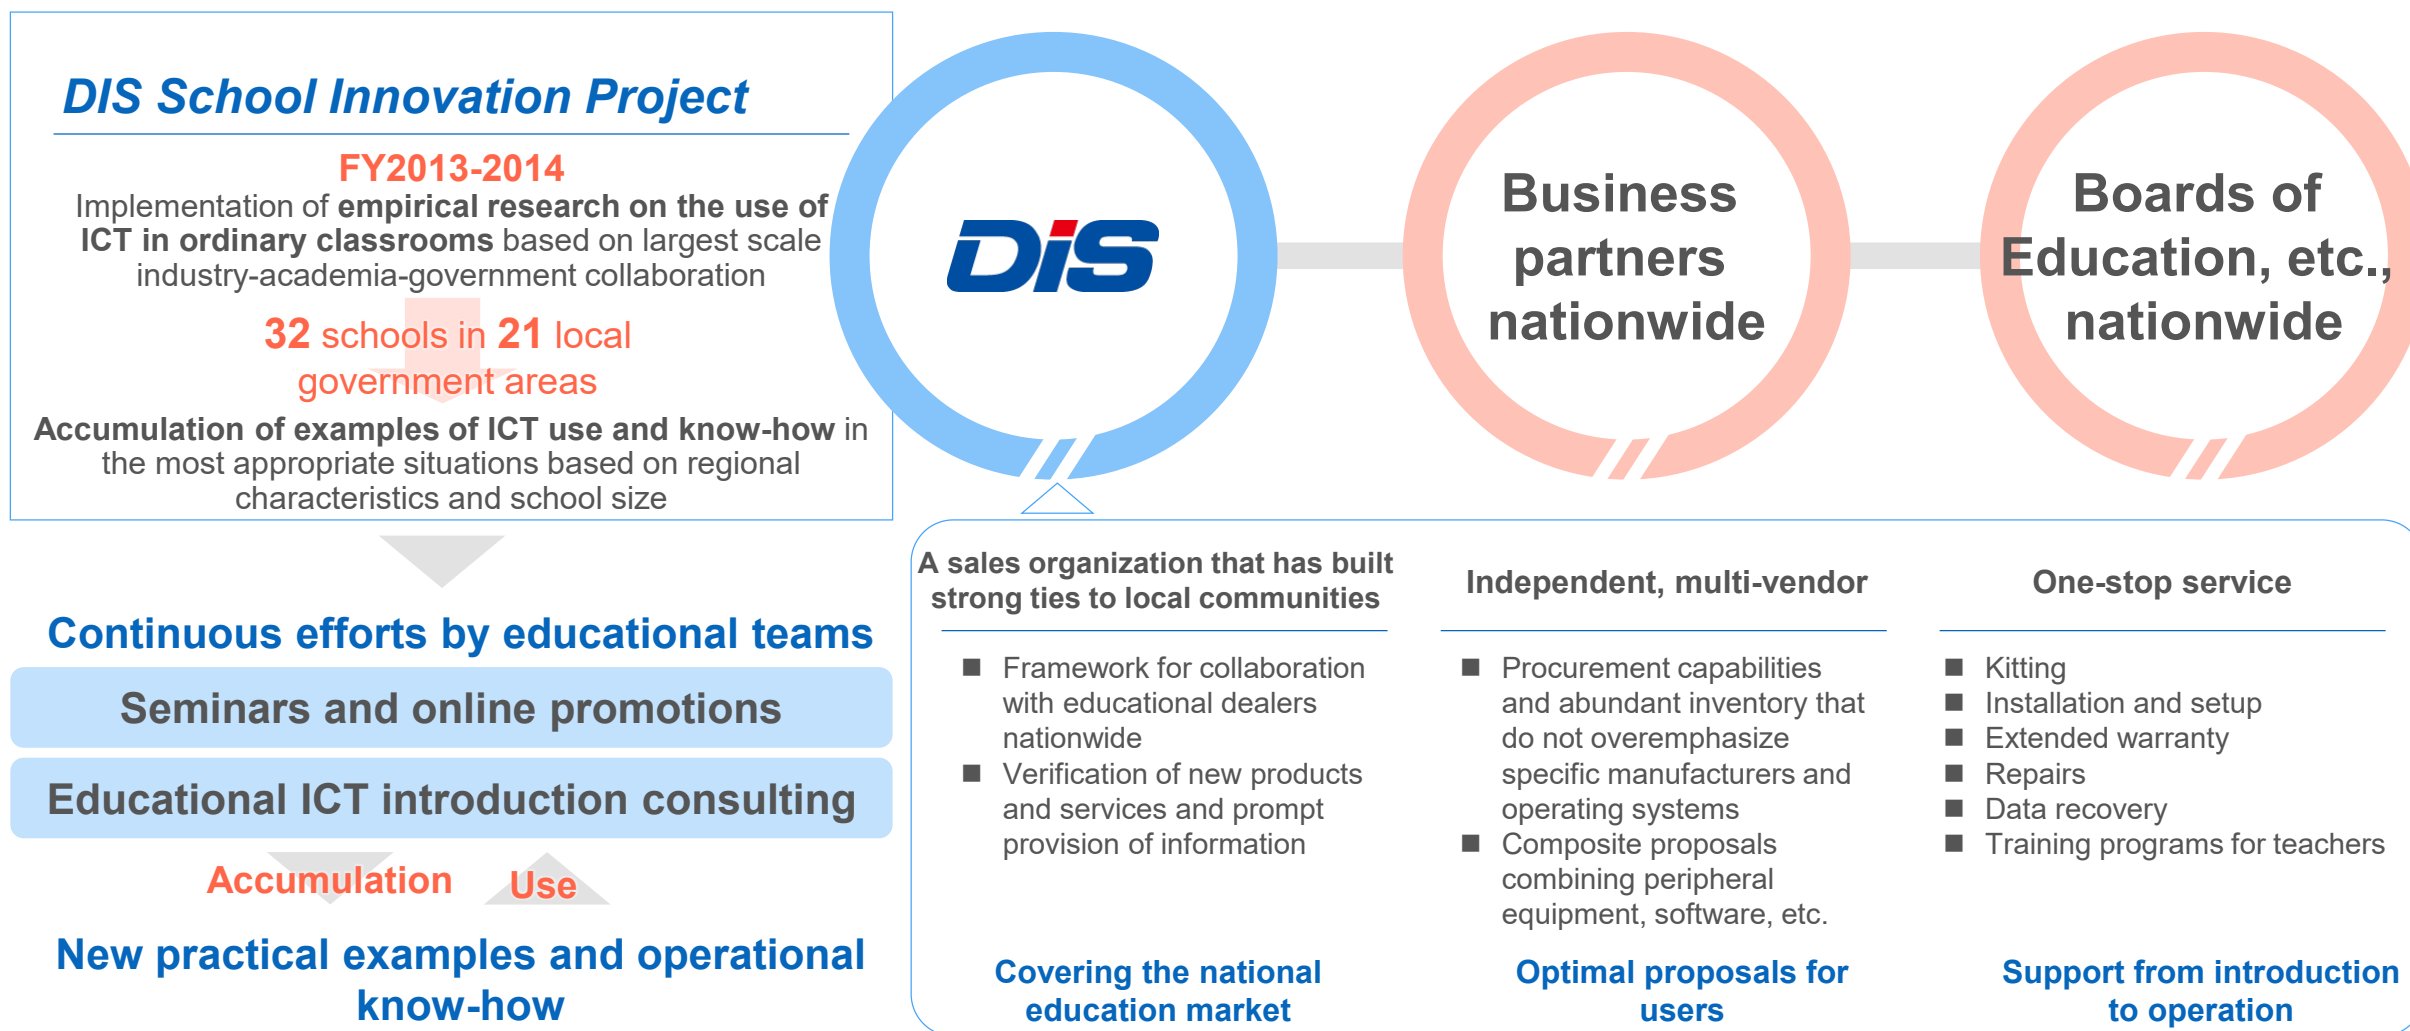 DIS School Innovation Project
FY2013-2014
Implementation of empirical research on the use of
ICT in ordinary classrooms based on largest scale
industry-academia-government collaboration
32 schools in 21 local
government areas
Accumulation of examples of ICT use and know-how in
the most appropriate situations based on regional
characteristics and school size
Continuous efforts by educational teams
Seminars and online promotions
Educational ICT introduction consulting
Accumulation
Use
New practical examples and operational
know-how
DiS
Business
partners
nationwide
Boards of
Education, etc.,
nationwide
A sales organization that has built
strong ties to local communities
■ Framework for collaboration
with educational dealers
nationwide
■ Verification of new products
and services and prompt
provision of information
Covering the national
education market
Independent, multi-vendor
■ Procurement capabilities
and abundant inventory that
do not overemphasize
specific manufacturers and
operating systems
■ Composite proposals
combining peripheral
equipment, software, etc.
Optimal proposals for
users
One-stop service
■ Kitting
■ Installation and setup
■ Extended warranty
■ Repairs
■ Data recovery
■ Training programs for teachers
Support from introduction
to operation